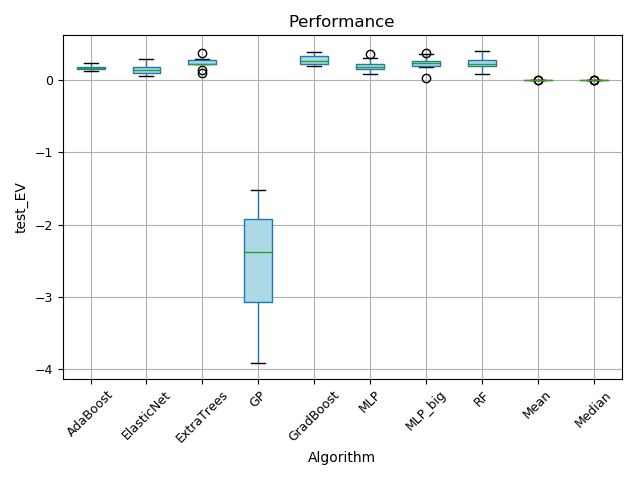 Performance
test_EV
0
−1
−2
−3
−4
AdaBoost
ElasticNet
ExtraTrees
GP
GradBoost
MLP
MLP_big
RF
Mean
Median
Algorithm